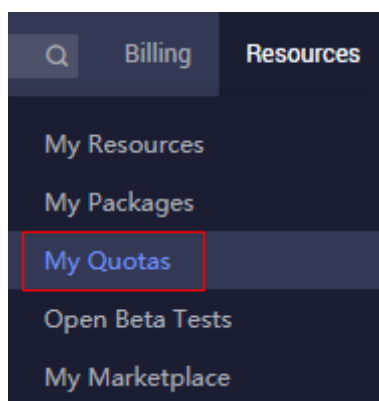 Billing Resources
My Resources
My Packages
My Quotas
Open Beta Tests
My Marketplace